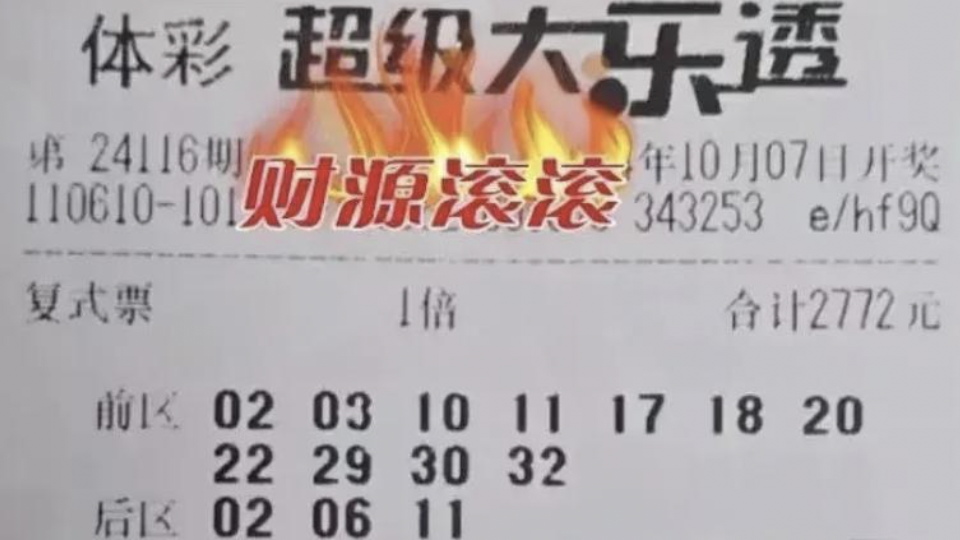 体彩 超级大乐透
第 24116期 年10月07日开奖
财源滚滚
110610-101 343253 e/hf9Q
复式票 1倍 合计2772元
前区 02 03 10 11 17 18 20
22 29 30 32
后区 02 06 11